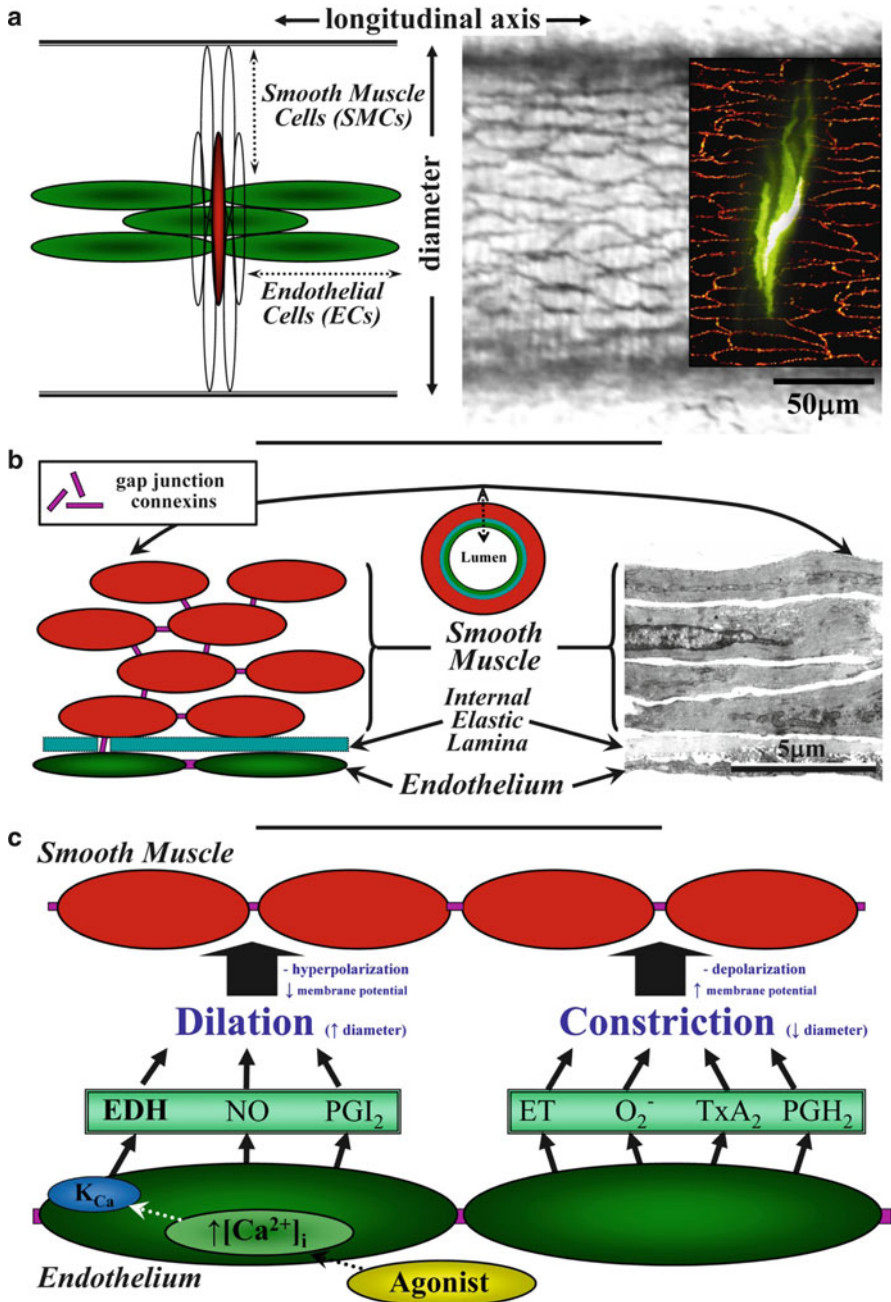 a
longitudinal axis
Smooth Muscle
Cells (SMCs)
diameter
Endothelial
Cells (ECs)
50μm
b
gap junction
connexins
Lumen
Smooth
Muscle
Internal
Elastic
Lamina
Endothelium
5μm
c
Smooth Muscle
- hyperpolarization
↓ membrane potential
- depolarization
↑ membrane potential
Dilation (↑ diameter)
Constriction (↓ diameter)
EDH NO PGI₂
ET O₂⁻ TxA₂ PGH₂
K_Ca
↑[Ca²⁺]ᵢ
Endothelium
Agonist